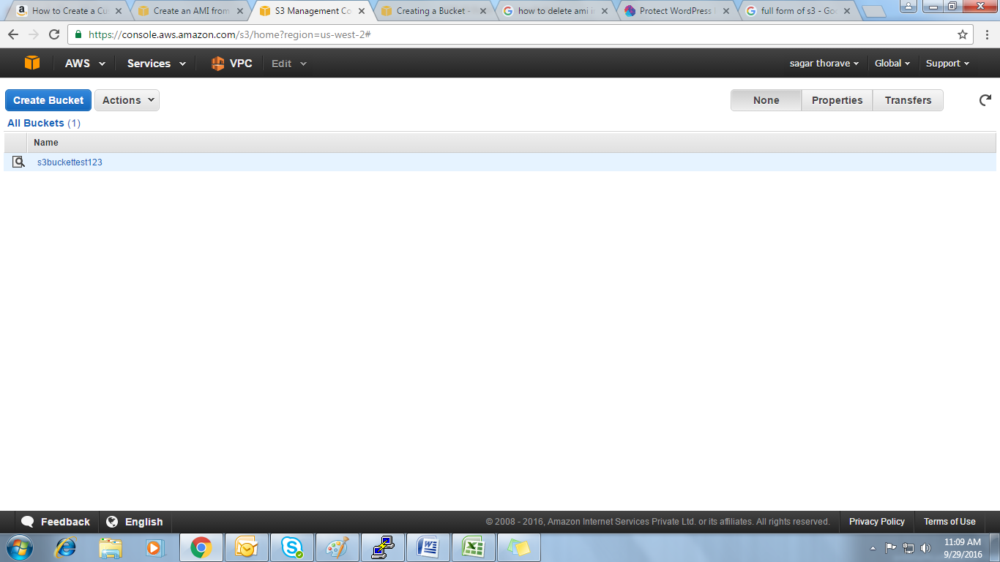 How to Create a Cu
Create an AMI from
S3 Management Co
Creating a Bucket -
how to delete ami i
Protect WordPress
full form of s3 - Goo
https://console.aws.amazon.com/s3/home?region=us-west-2#
AWS
Services
VPC
Edit
sagar thorave
Global
Support
Create Bucket
Actions
None
Properties
Transfers
All Buckets (1)
Name
s3buckettest123
Feedback
English
© 2008 - 2016, Amazon Internet Services Private Ltd. or its affiliates. All rights reserved.
Privacy Policy
Terms of Use
11:09 AM
9/29/2016